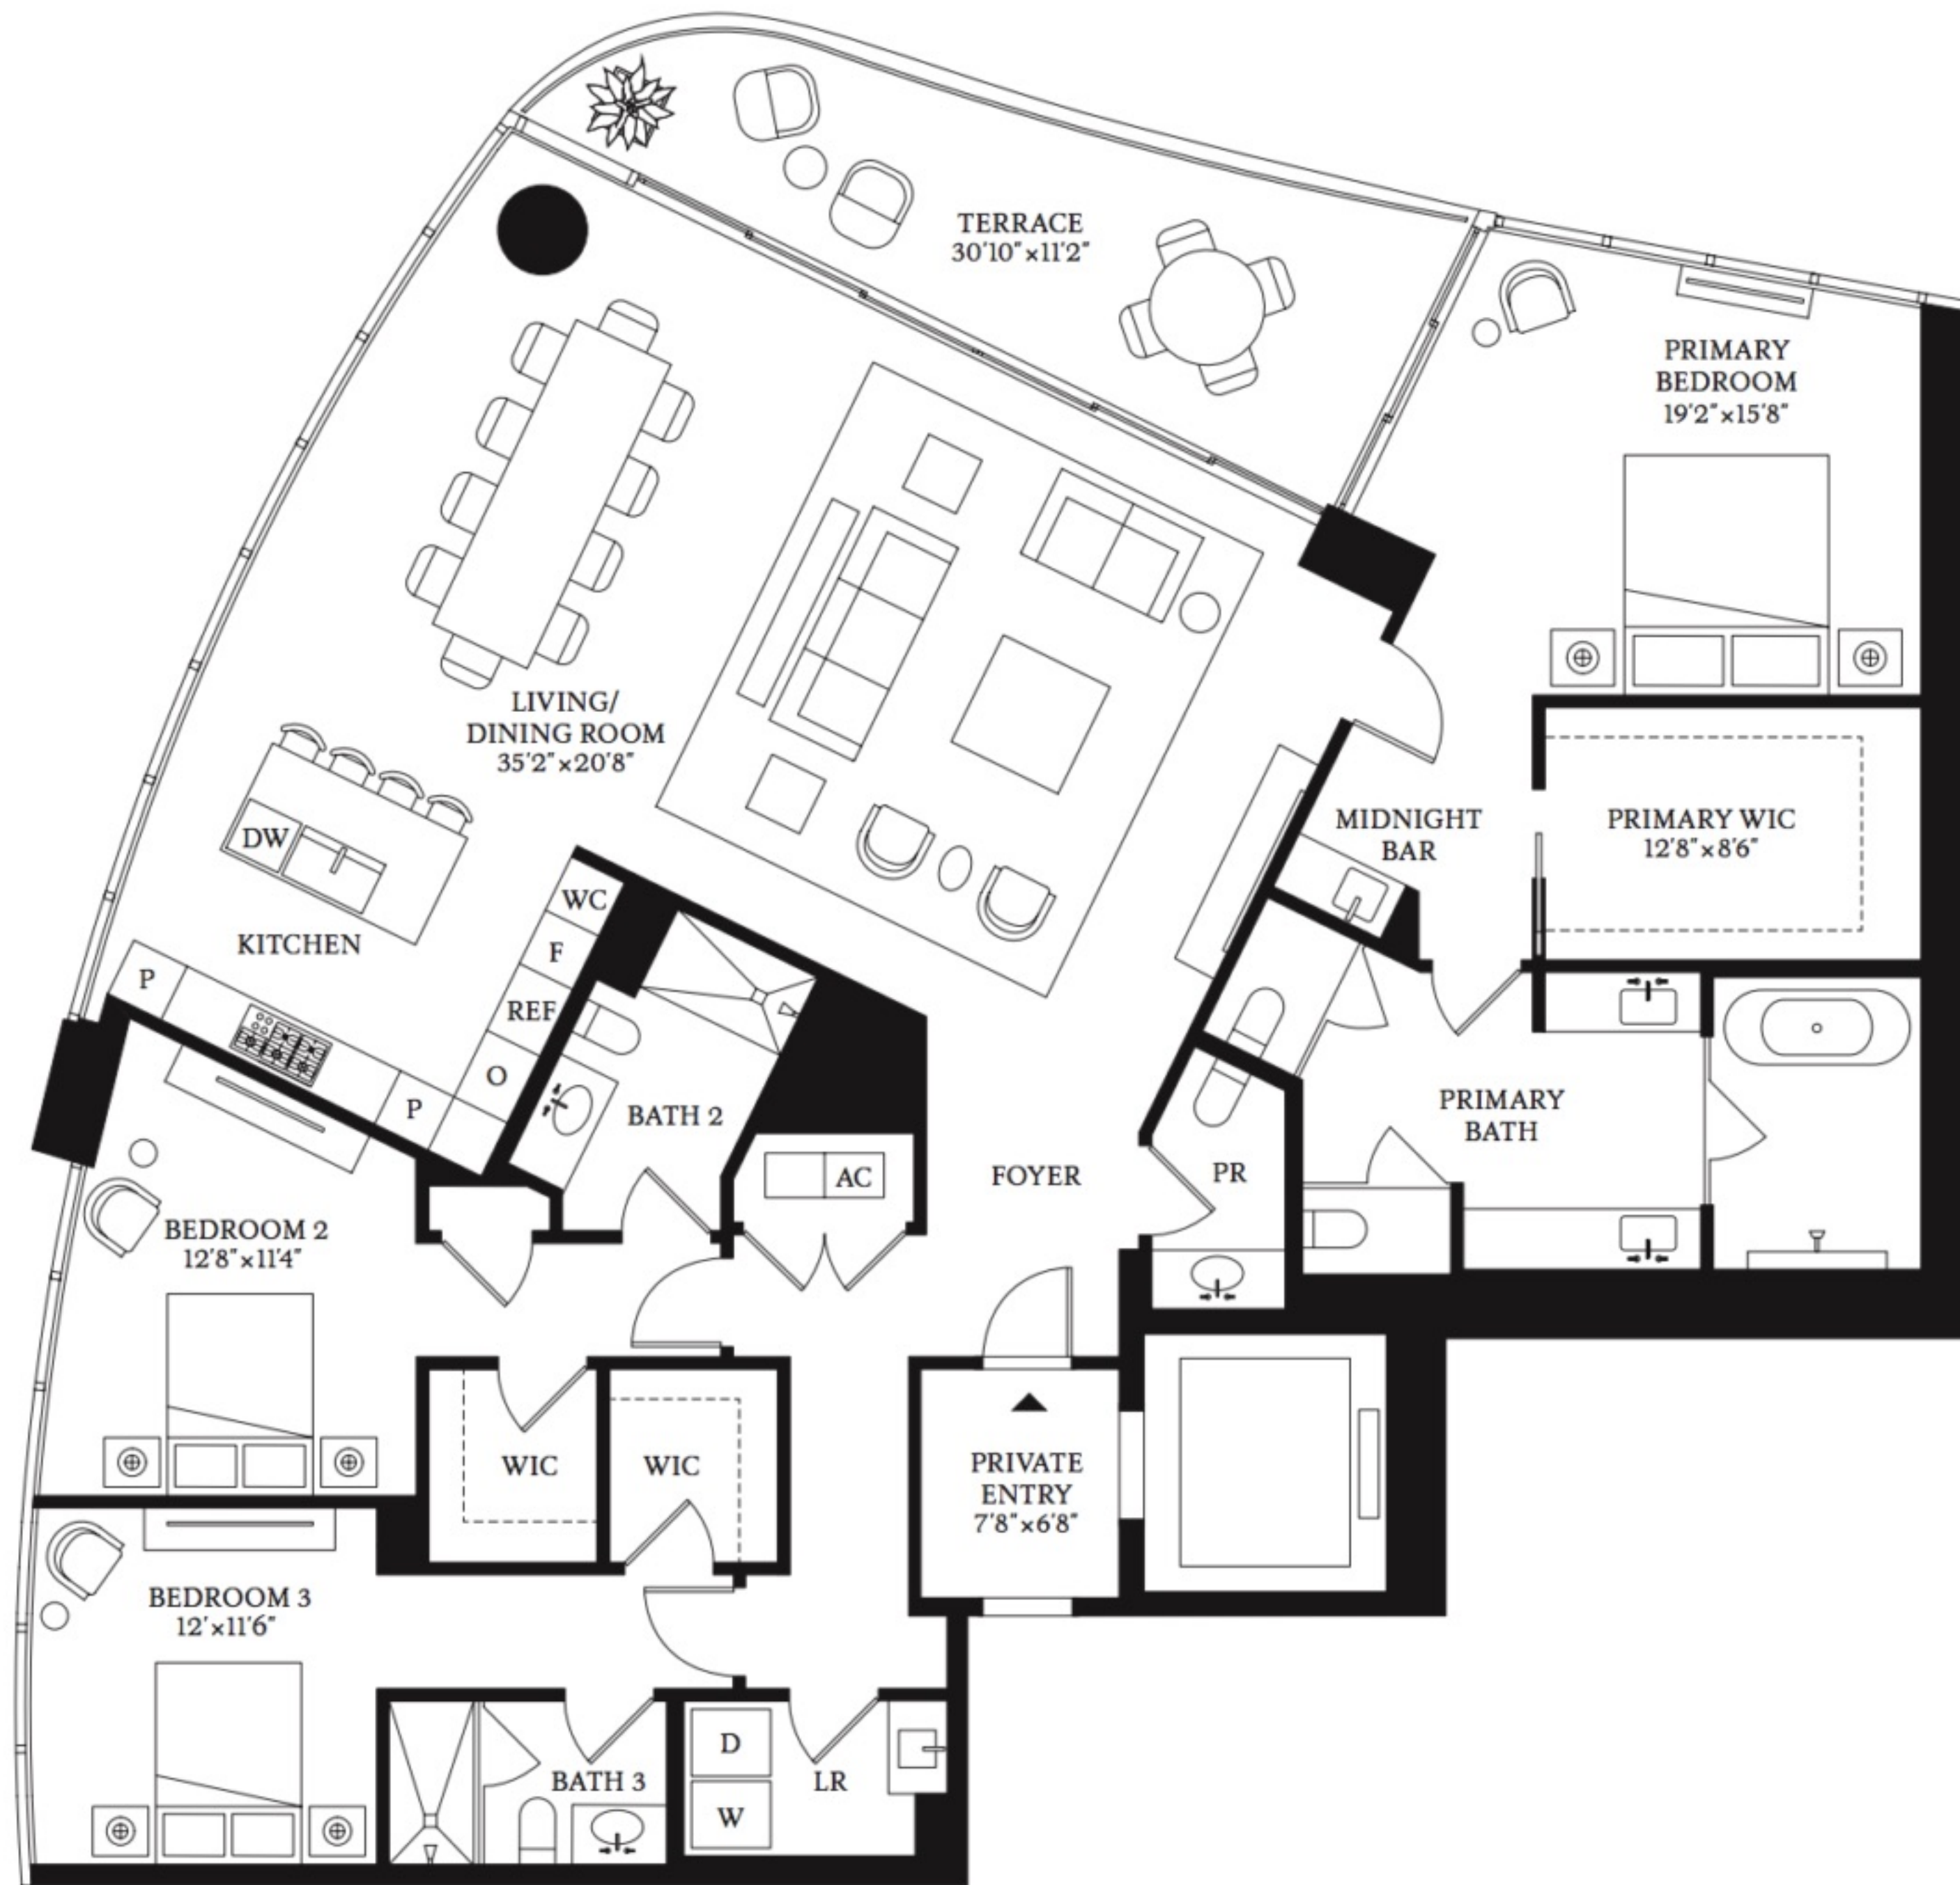 TERRACE
30'10"×11'2"
PRIMARY
BEDROOM
19'2"×15'8"
LIVING/
DINING ROOM
35'2"×20'8"
MIDNIGHT
BAR
PRIMARY WIC
12'8"×8'6"
DW
WC
KITCHEN
F
P
REF
O
P
BATH 2
PRIMARY
BATH
AC
FOYER
PR
BEDROOM 2
12'8"×11'4"
WIC
WIC
PRIVATE
ENTRY
7'8"×6'8"
BEDROOM 3
12'×11'6"
D
BATH 3
LR
W